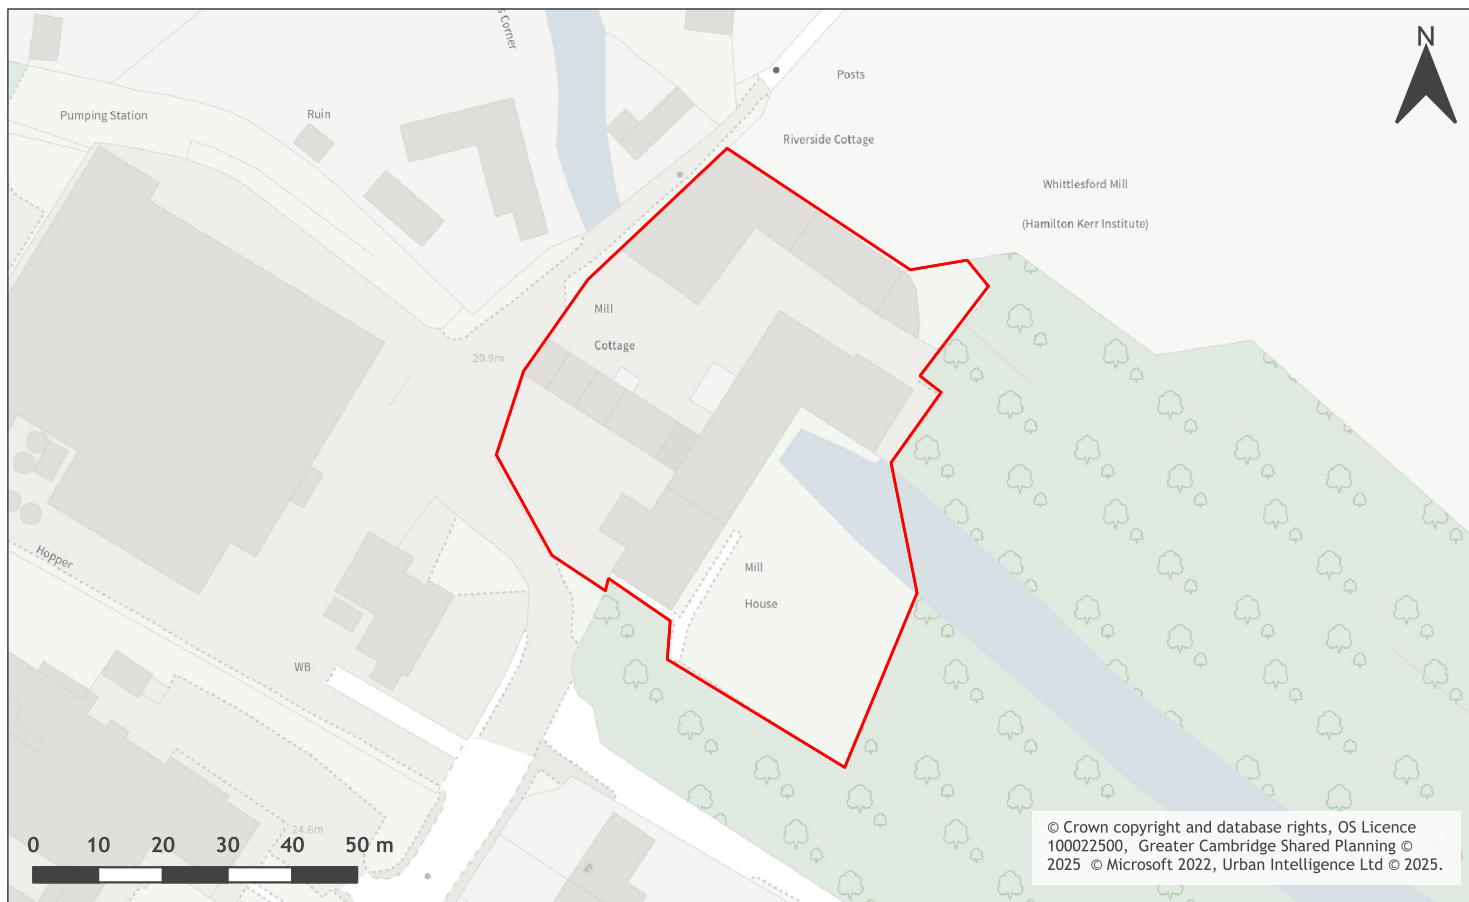 s Corner
N
Posts
Pumping Station
Ruin
Riverside Cottage
Whittlesford Mill
(Hamilton Kerr Institute)
Mill
Cottage
20.9m
Hopper
Mill
House
WB
24.6m
0 10 20 30 40 50 m
© Crown copyright and database rights, OS Licence
100022500, Greater Cambridge Shared Planning ©
2025 © Microsoft 2022, Urban Intelligence Ltd © 2025.